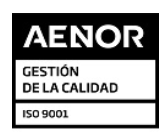 AENOR
GESTIÓN
DE LA CALIDAD
ISO 9001